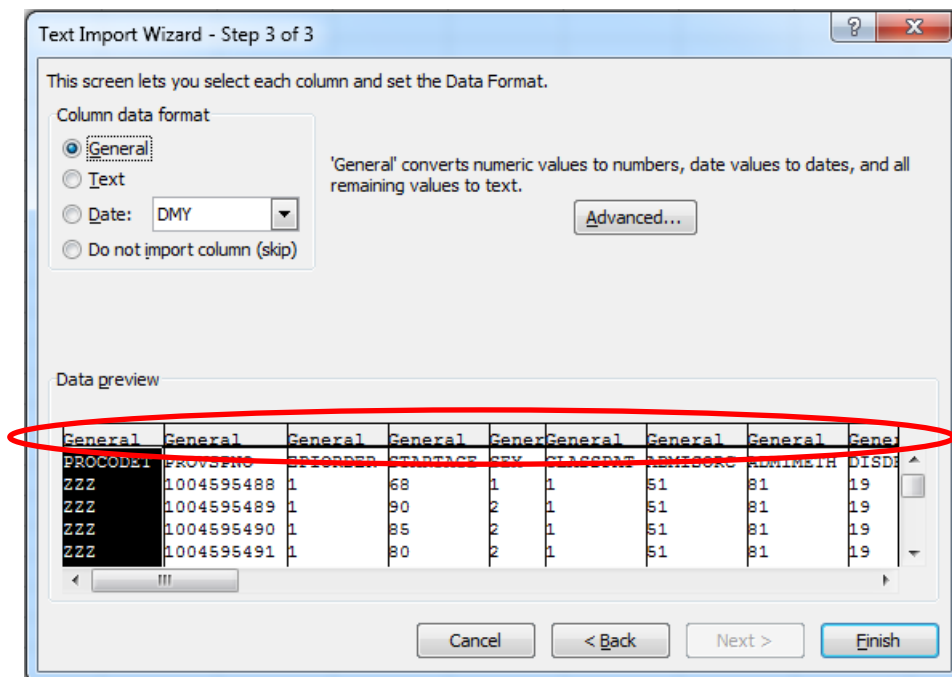 Text Import Wizard - Step 3 of 3
This screen lets you select each column and set the Data Format.
Column data format
General
Text
Date: DMY
Do not import column (skip)
'General' converts numeric values to numbers, date values to dates, and all
remaining values to text.
Advanced...
Data preview
General General General General Gener General General General Gener
PROCODET PROVSPNO EPIORDER STARTAGE SEX CLASSPAT ADMISORC ADMIMETH DISD
ZZZ 1004595488 1 68 1 1 51 81 19
ZZZ 1004595489 1 90 2 1 51 81 19
ZZZ 1004595490 1 85 2 1 51 81 19
ZZZ 1004595491 1 80 2 1 51 81 19
Cancel < Back Next > Finish